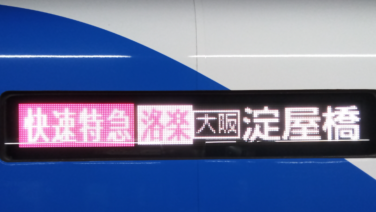 快速特急 洛楽 大阪 淀屋橋